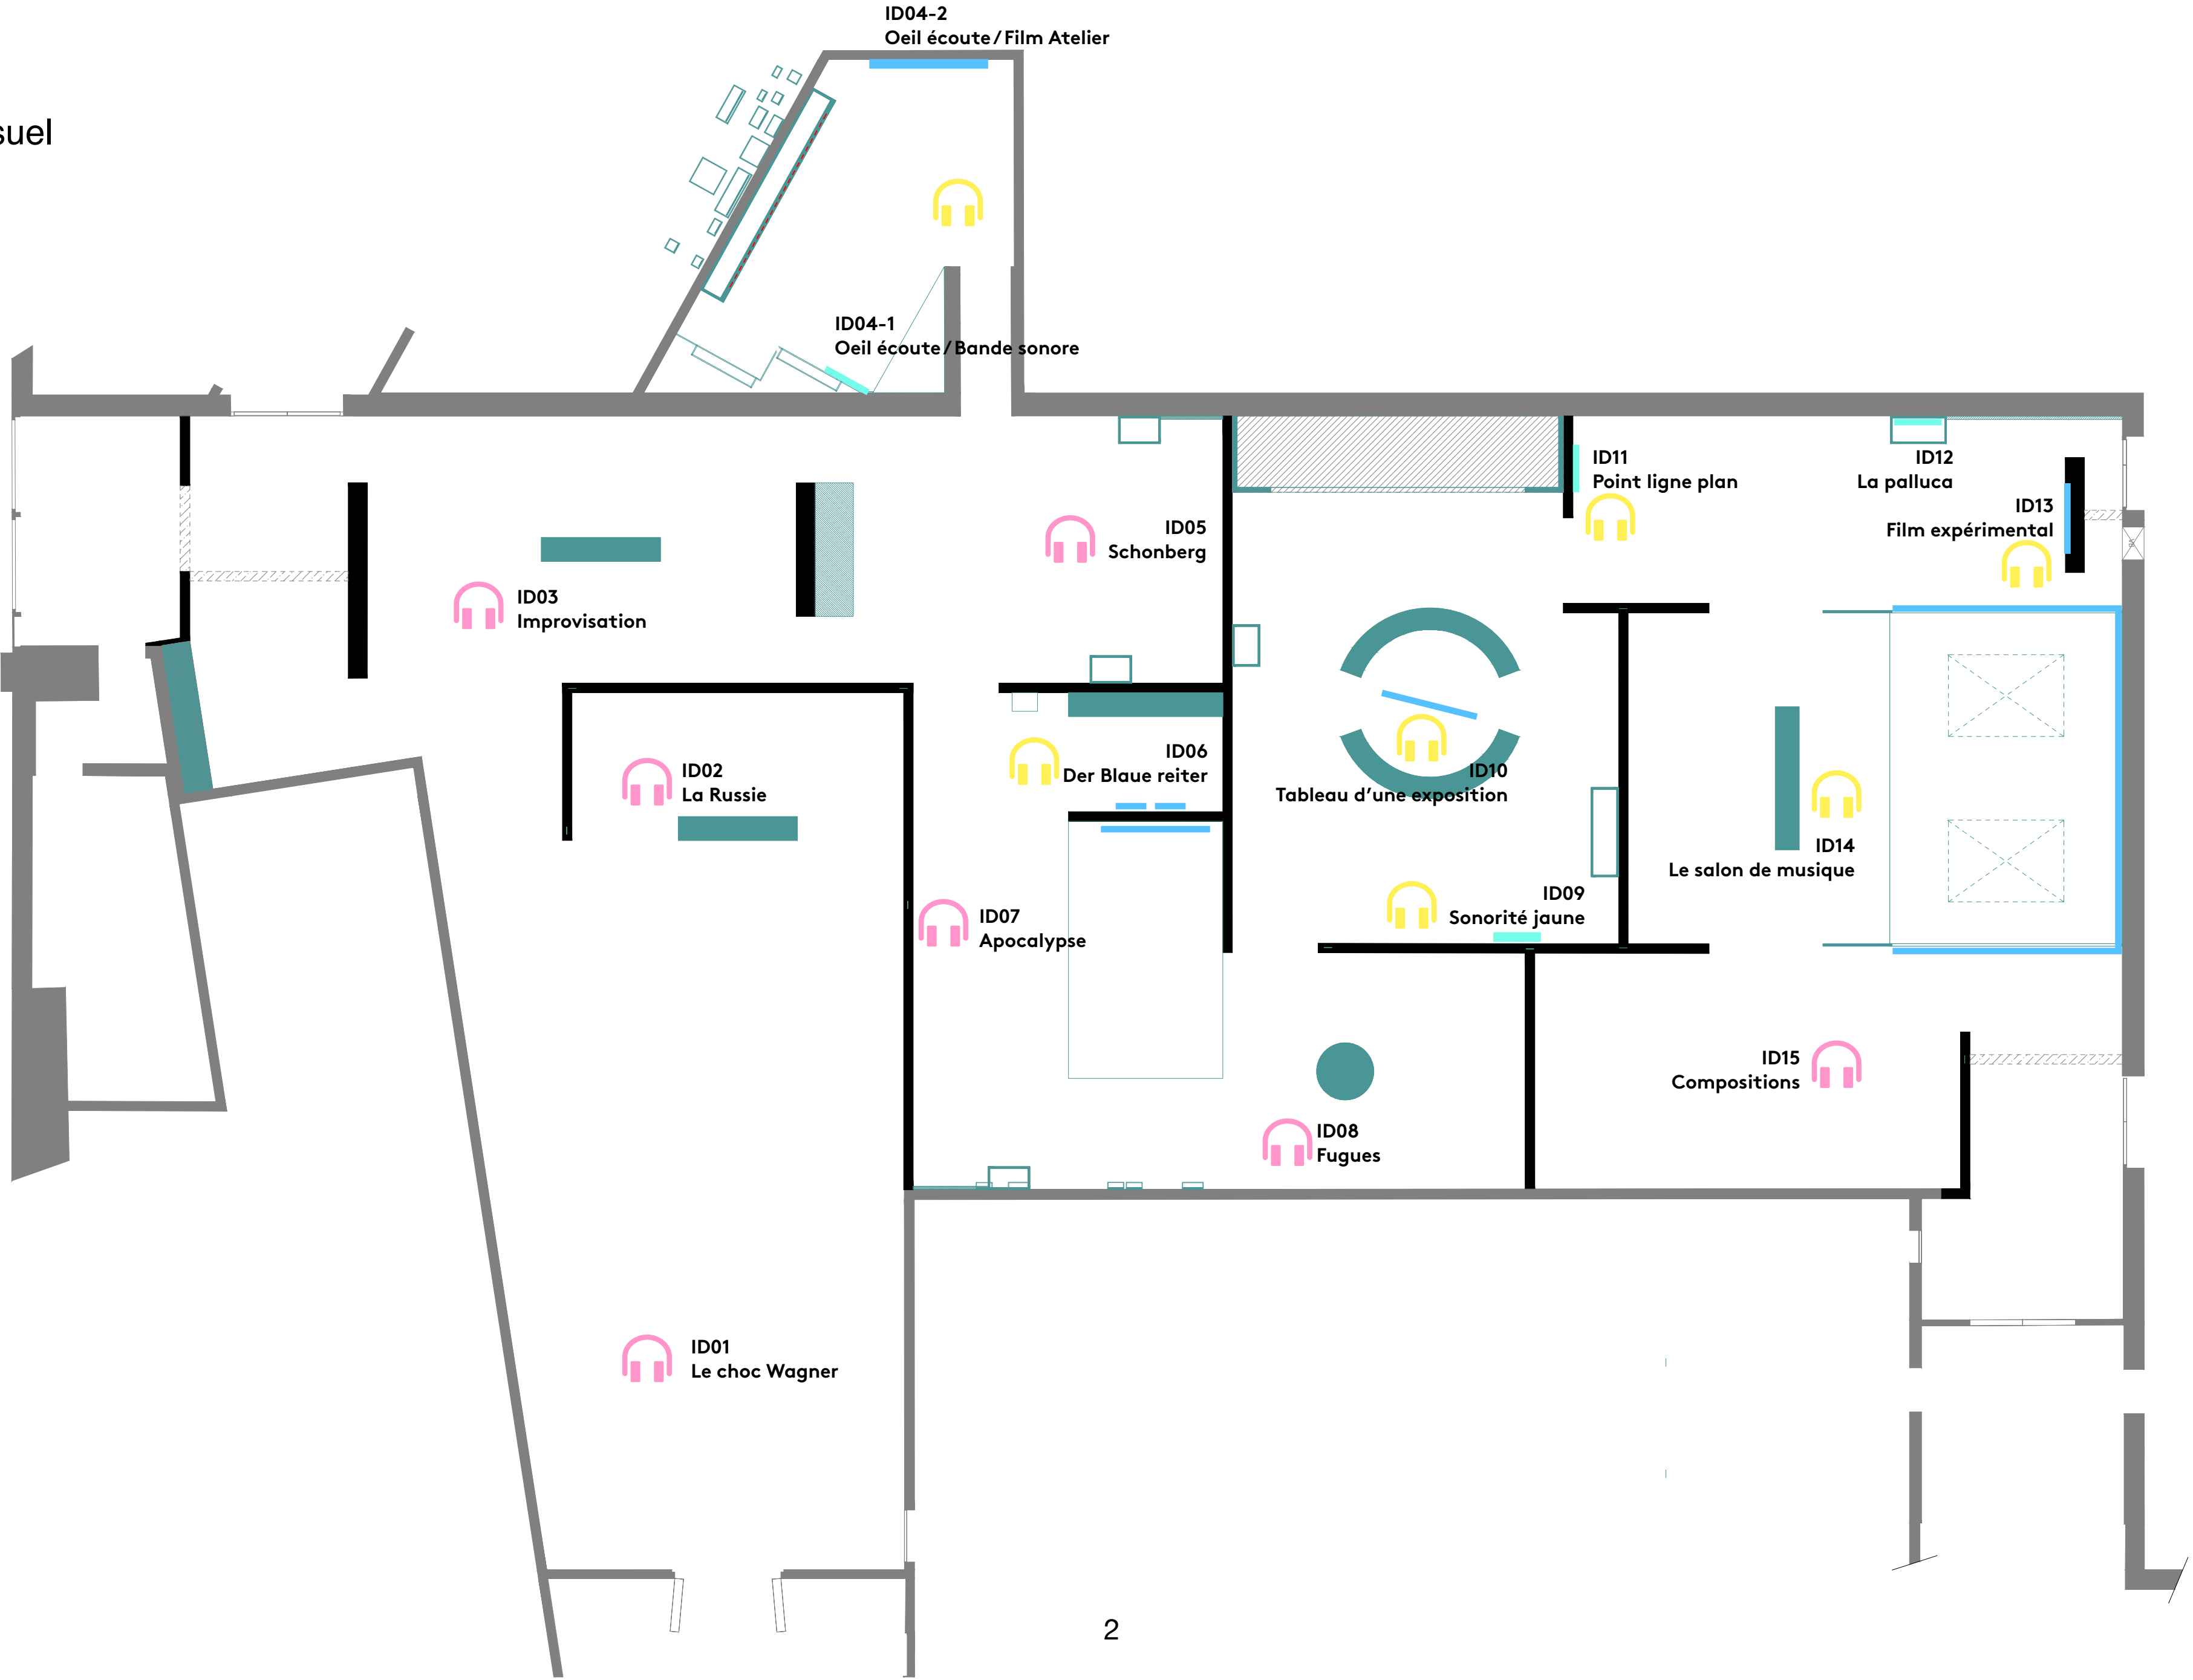 ID04-2
Oeil écoute / Film Atelier
suel
ID04-1
Oeil écoute / Bande sonore
ID11
Point ligne plan
ID12
La palluca
ID13
Film expérimental
ID05
Schonberg
ID03
Improvisation
ID06
Der Blaue reiter
ID02
La Russie
ID10
Tableau d’une exposition
ID14
Le salon de musique
ID09
Sonorité jaune
ID07
Apocalypse
ID15
Compositions
ID08
Fugues
ID01
Le choc Wagner
2